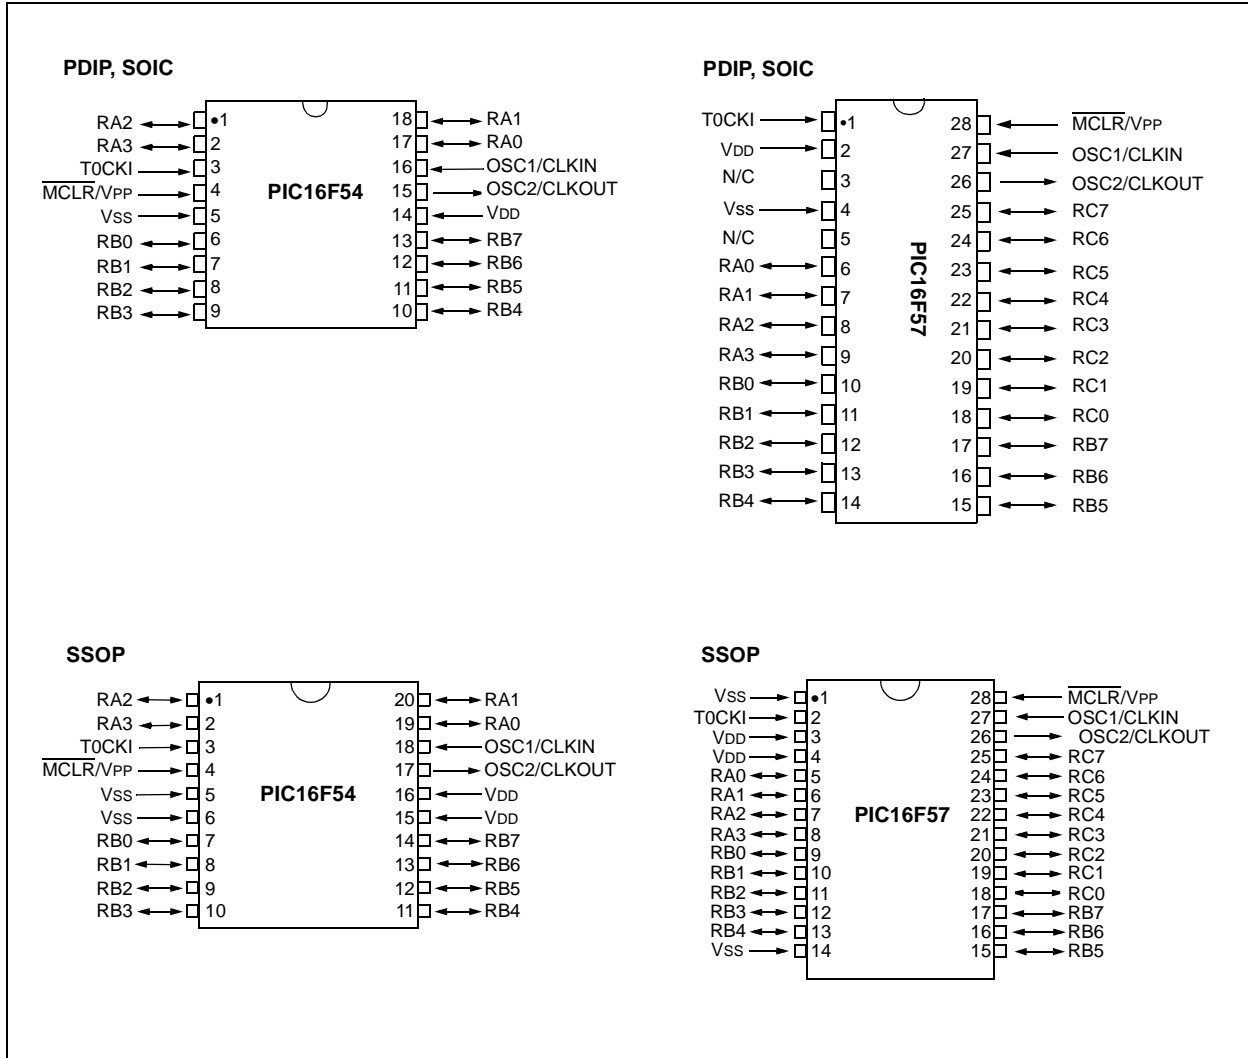 PDIP, SOIC
RA2 •1 18 RA1
RA3 2 17 RA0
T0CKI 3 16 OSC1/CLKIN
MCLR/VPP 4 15 OSC2/CLKOUT
VSS 5 14 VDD
RB0 6 13 RB7
RB1 7 12 RB6
RB2 8 11 RB5
RB3 9 10 RB4
PIC16F54
PDIP, SOIC
T0CKI •1 28 MCLR/VPP
VDD 2 27 OSC1/CLKIN
N/C 3 26 OSC2/CLKOUT
Vss 4 25 RC7
N/C 5 24 RC6
RA0 6 23 RC5
RA1 7 22 RC4
RA2 8 21 RC3
RA3 9 20 RC2
RB0 10 19 RC1
RB1 11 18 RC0
RB2 12 17 RB7
RB3 13 16 RB6
RB4 14 15 RB5
PIC16F57
SSOP
RA2 •1 20 RA1
RA3 2 19 RA0
T0CKI 3 18 OSC1/CLKIN
MCLR/VPP 4 17 OSC2/CLKOUT
VSS 5 16 VDD
VSS 6 15 VDD
RB0 7 14 RB7
RB1 8 13 RB6
RB2 9 12 RB5
RB3 10 11 RB4
PIC16F54
SSOP
VSS •1 28 MCLR/VPP
T0CKI 2 27 OSC1/CLKIN
VDD 3 26 OSC2/CLKOUT
VDD 4 25 RC7
RA0 5 24 RC6
RA1 6 23 RC5
RA2 7 22 RC4
RA3 8 21 RC3
RB0 9 20 RC2
RB1 10 19 RC1
RB2 11 18 RC0
RB3 12 17 RB7
RB4 13 16 RB6
VSS 14 15 RB5
PIC16F57